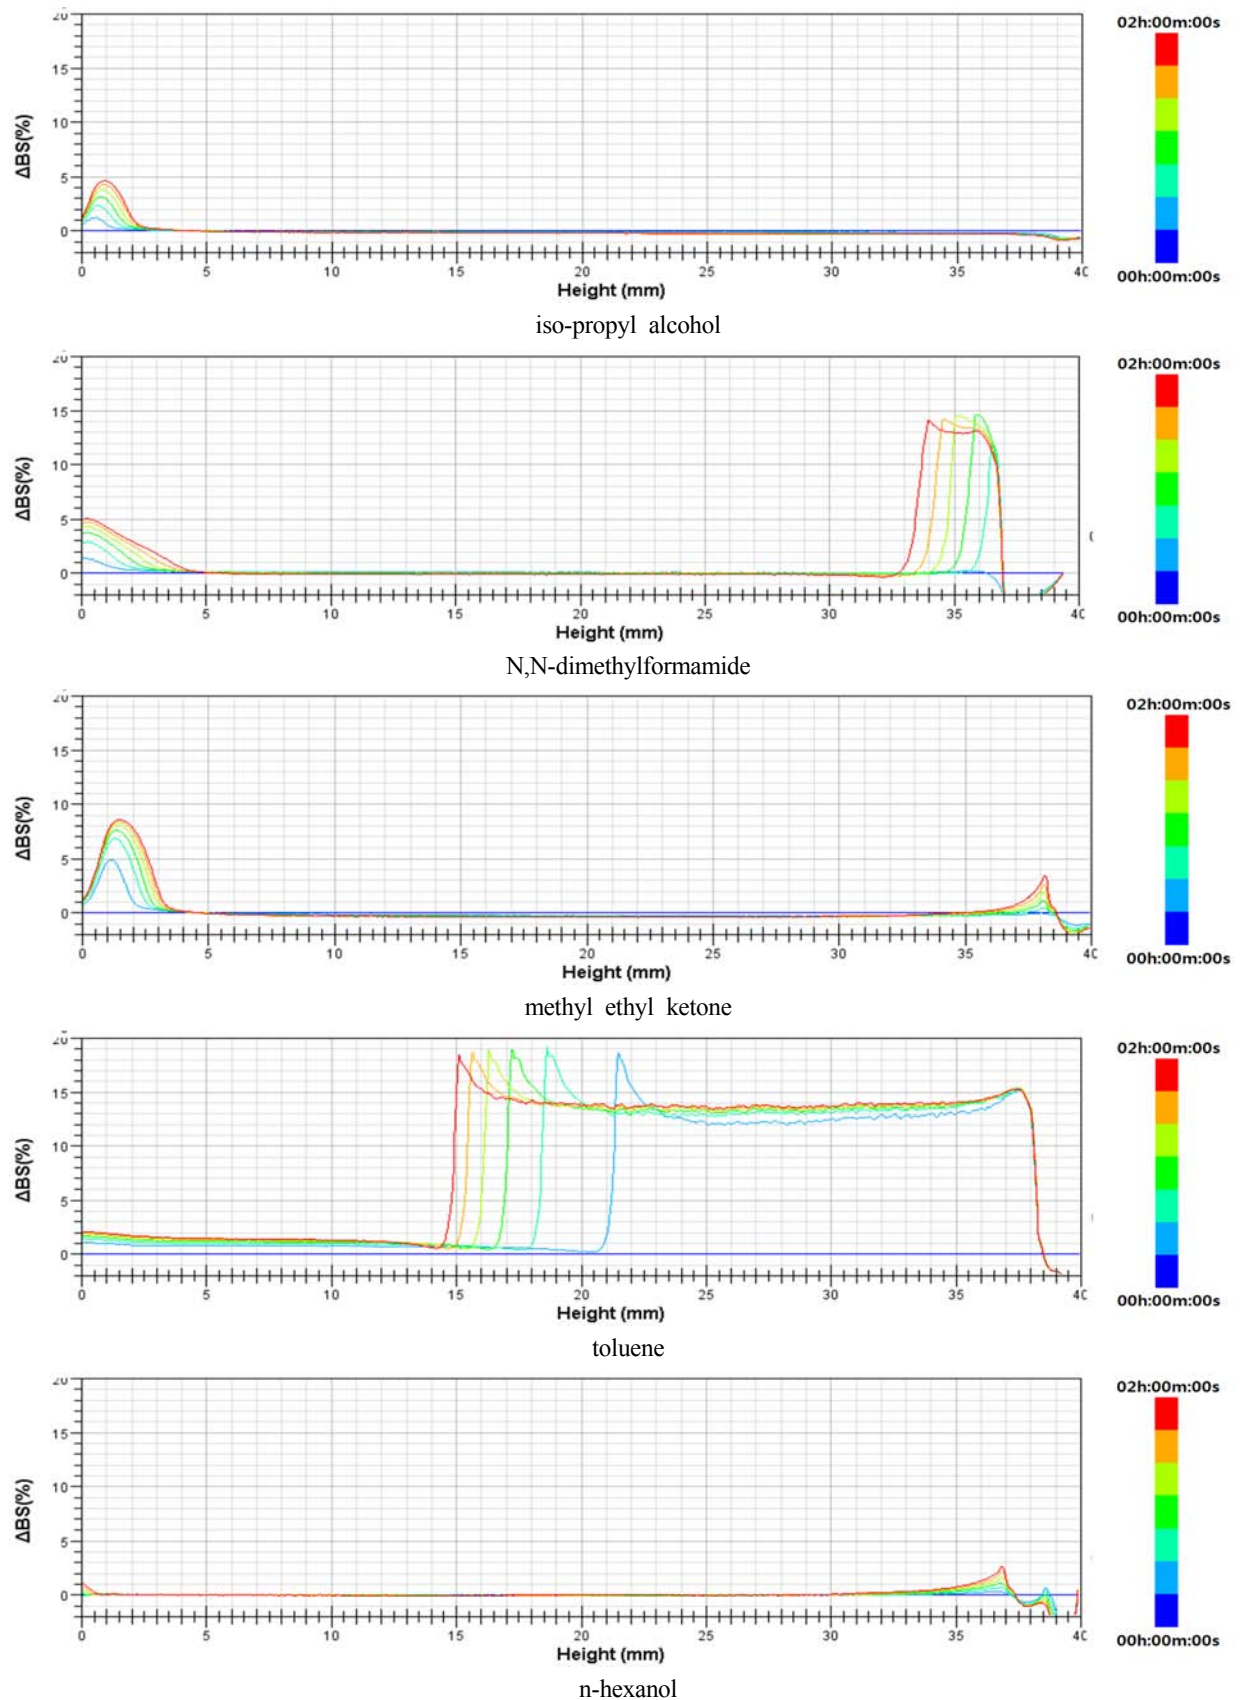 20
15
10
5
0
ΔBS(%)
0 5 10 15 20 25 30 35 40
Height (mm)
02h:00m:00s
00h:00m:00s
iso-propyl alcohol
20
15
10
5
0
ΔBS(%)
0 5 10 15 20 25 30 35 40
Height (mm)
02h:00m:00s
00h:00m:00s
N,N-dimethylformamide
20
15
10
5
0
ΔBS(%)
0 5 10 15 20 25 30 35 40
Height (mm)
02h:00m:00s
00h:00m:00s
methyl ethyl ketone
20
15
10
5
0
ΔBS(%)
0 5 10 15 20 25 30 35 40
Height (mm)
02h:00m:00s
00h:00m:00s
toluene
20
15
10
5
0
ΔBS(%)
0 5 10 15 20 25 30 35 40
Height (mm)
02h:00m:00s
00h:00m:00s
n-hexanol